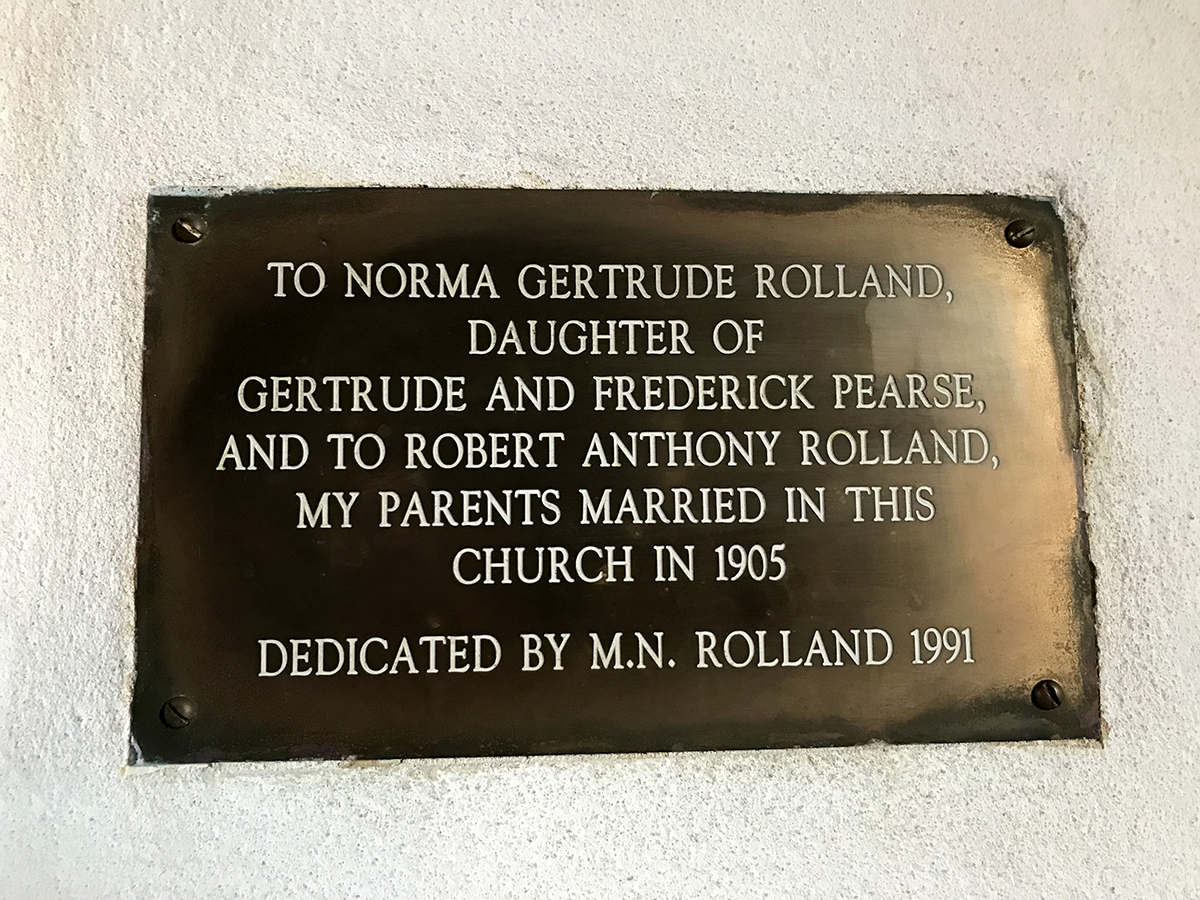 TO NORMA GERTRUDE ROLLAND,
DAUGHTER OF
GERTRUDE AND FREDERICK PEARSE,
AND TO ROBERT ANTHONY ROLLAND,
MY PARENTS MARRIED IN THIS
CHURCH IN 1905
DEDICATED BY M.N. ROLLAND 1991